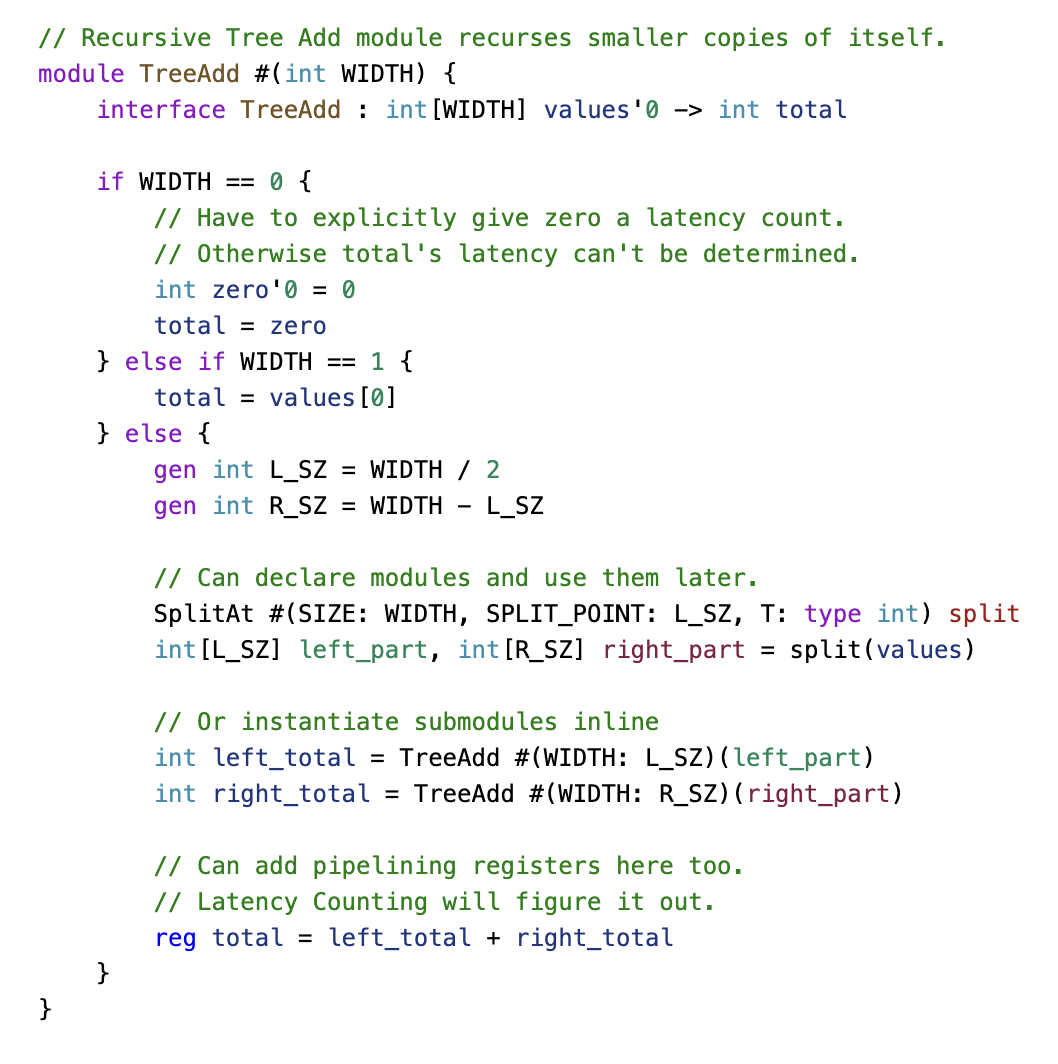 // Recursive Tree Add module recurses smaller copies of itself.
module TreeAdd #(int WIDTH) {
    interface TreeAdd : int[WIDTH] values'0 -> int total

    if WIDTH == 0 {
        // Have to explicitly give zero a latency count.
        // Otherwise total's latency can't be determined.
        int zero'0 = 0
        total = zero
    } else if WIDTH == 1 {
        total = values[0]
    } else {
        gen int L_SZ = WIDTH / 2
        gen int R_SZ = WIDTH - L_SZ

        // Can declare modules and use them later.
        SplitAt #(SIZE: WIDTH, SPLIT_POINT: L_SZ, T: type int) split
        int[L_SZ] left_part, int[R_SZ] right_part = split(values)

        // Or instantiate submodules inline
        int left_total = TreeAdd #(WIDTH: L_SZ)(left_part)
        int right_total = TreeAdd #(WIDTH: R_SZ)(right_part)

        // Can add pipelining registers here too.
        // Latency Counting will figure it out.
        reg total = left_total + right_total
    }
}